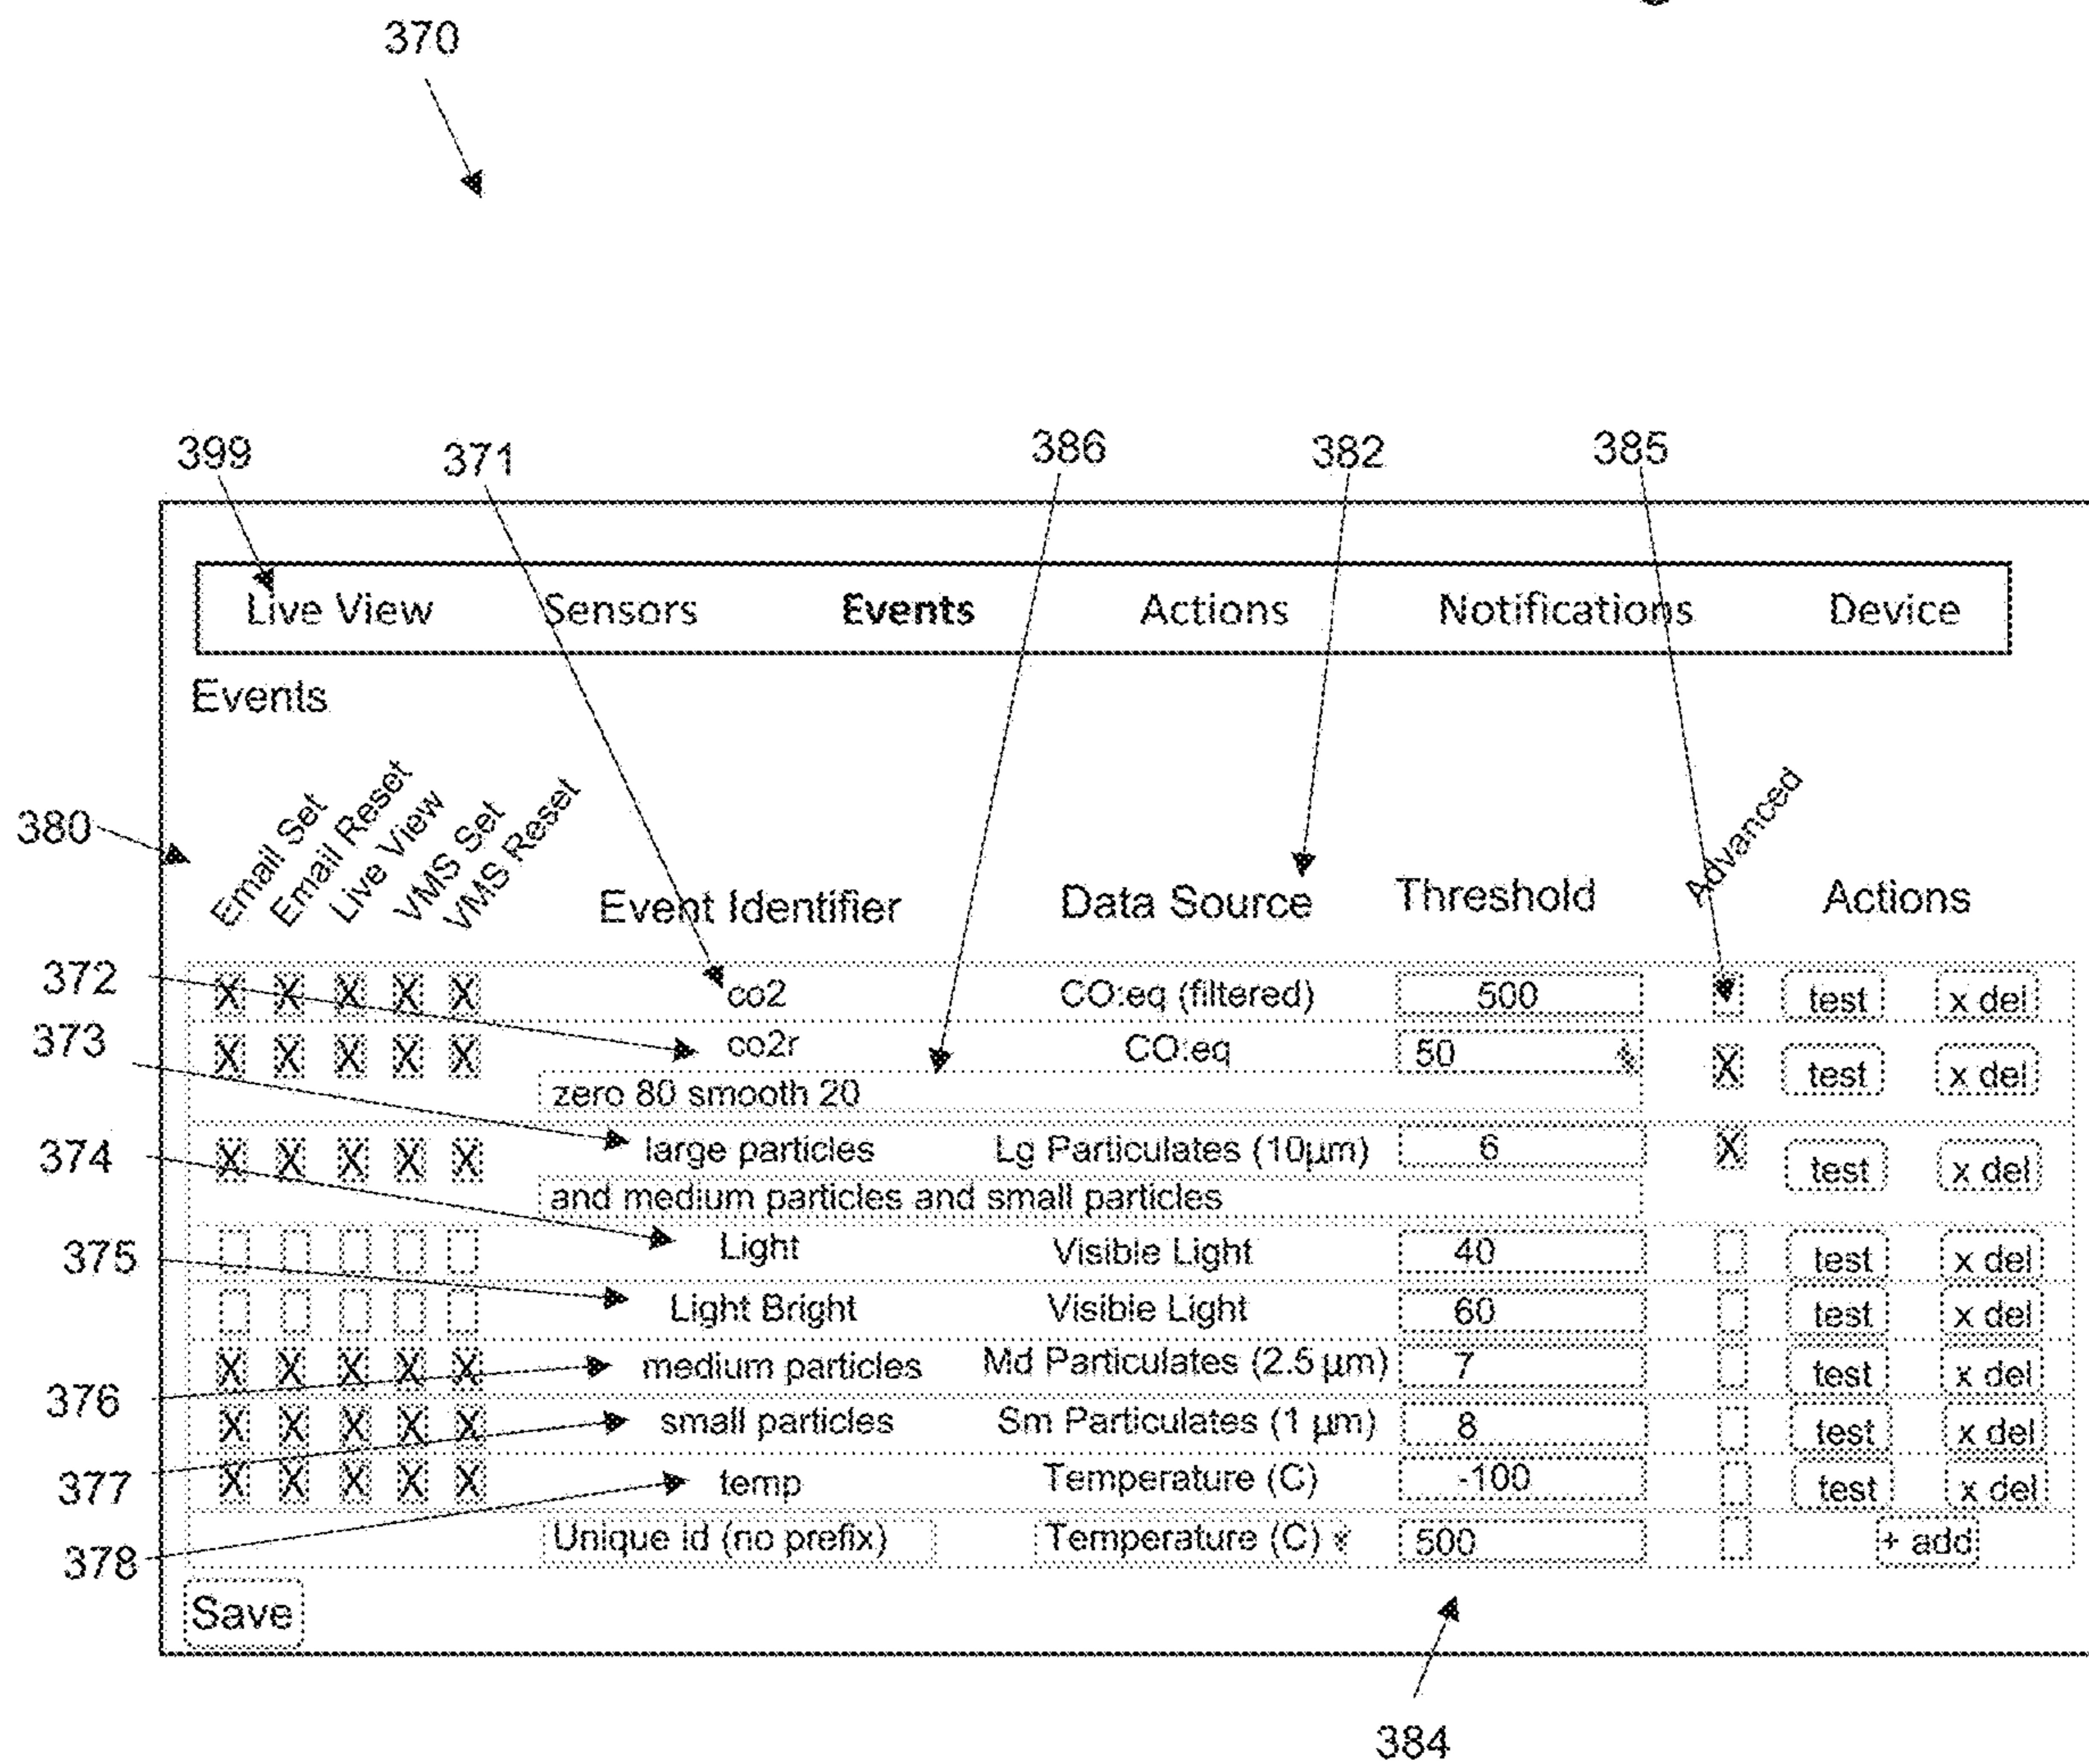 370
399 371 386 382 385
Live View Sensors Events Actions Notifications Device
Events
380
Email Set
Email Reset
Live View
VMS Set
VMS Reset
Event Identifier Data Source Threshold Advanced Actions
372 X X X X X co2 CO:eq (filtered) 500 test x del
373 X X X X X co2r CO:eq 50 X test x del
zero 80 smooth 20
374 X X X X X large particles Lg Particulates (10µm) 6 X test x del
and medium particles and small particles
375 Light Visible Light 40 test x del
Light Bright Visible Light 60 test x del
376 X X X X X medium particles Md Particulates (2.5 µm) 7 test x del
X X X X X small particles Sm Particulates (1 µm) 8 test x del
377 X X X X X temp Temperature (C) -100 test x del
378 Unique id (no prefix) Temperature (C) 500 + add
Save
384